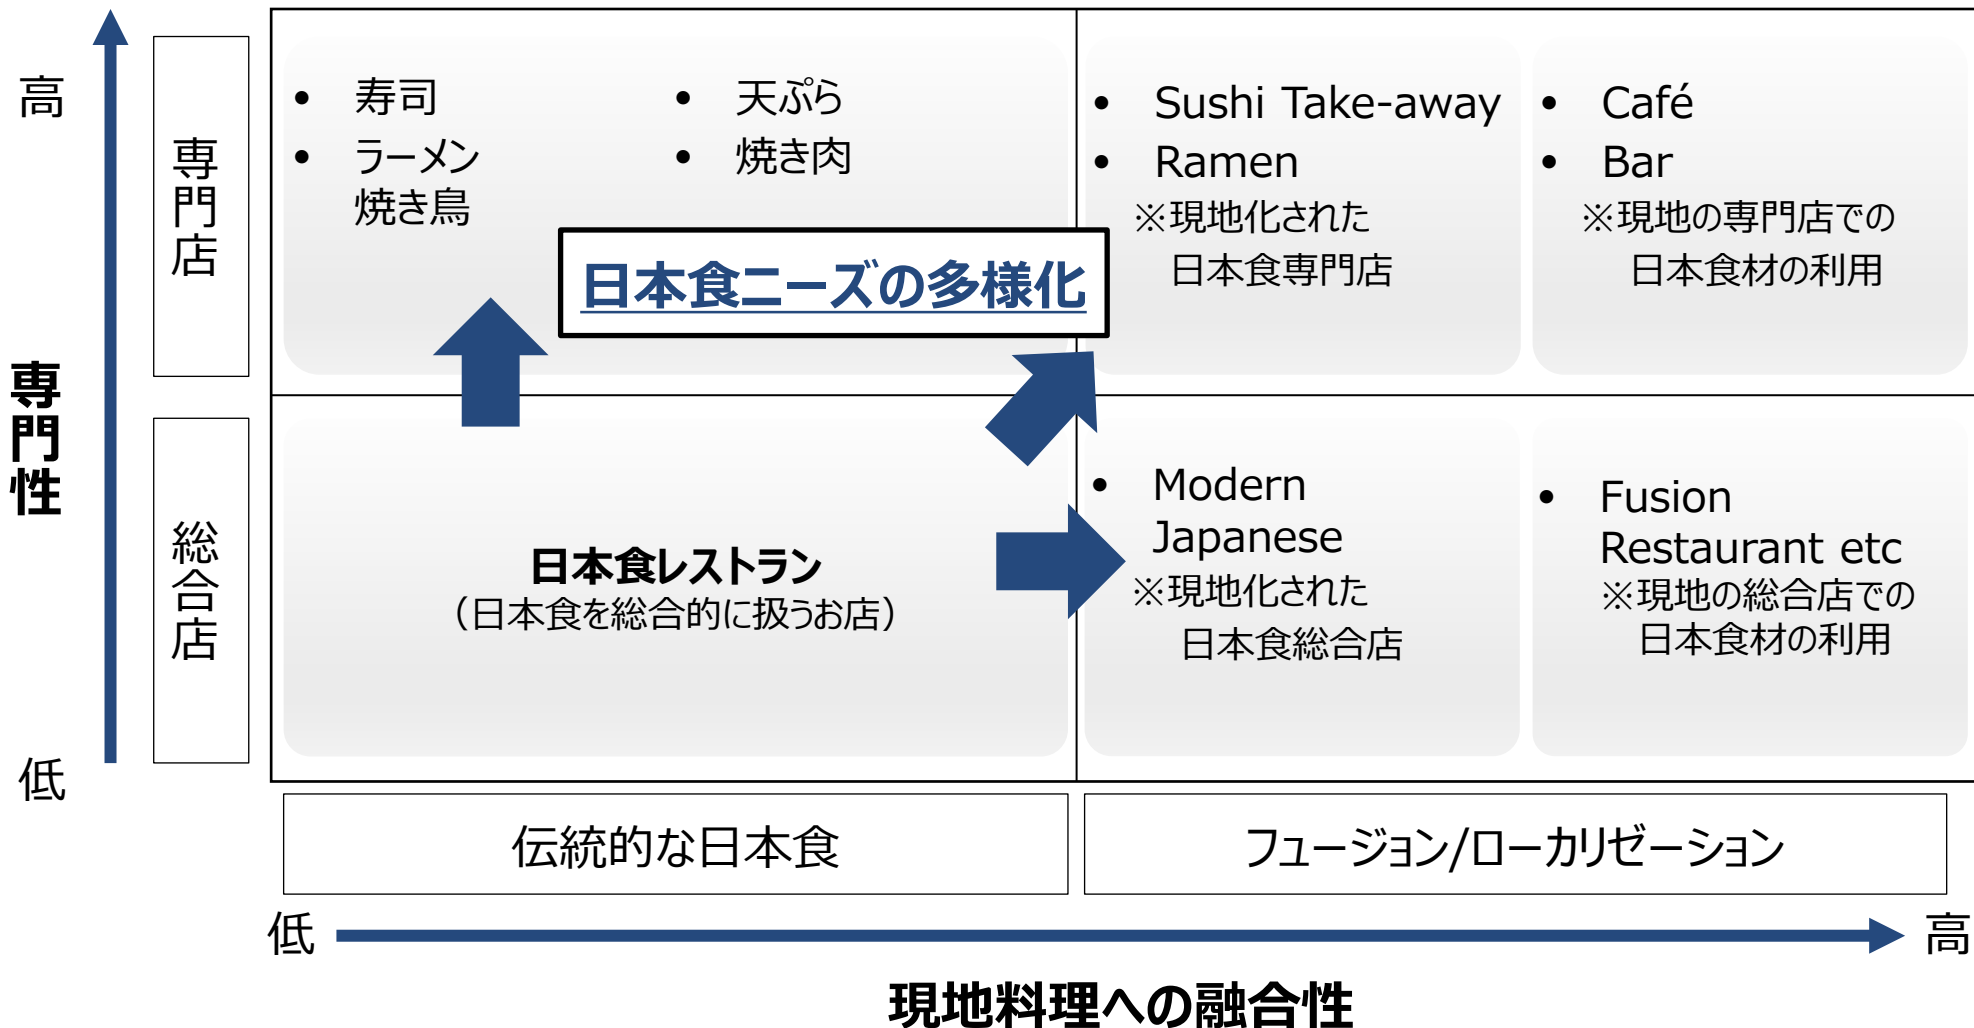 高
専門店
• 寿司
• ラーメン
焼き鳥
• 天ぷら
• 焼き肉
• Sushi Take-away
• Ramen
※現地化された
日本食専門店
• Café
• Bar
※現地の専門店での
日本食材の利用
日本食ニーズの多様化
専門性
総合店
日本食レストラン
（日本食を総合的に扱うお店）
• Modern
Japanese
※現地化された
日本食総合店
• Fusion
Restaurant etc
※現地の総合店での
日本食材の利用
低
伝統的な日本食
フュージョン/ローカリゼーション
低
高
現地料理への融合性